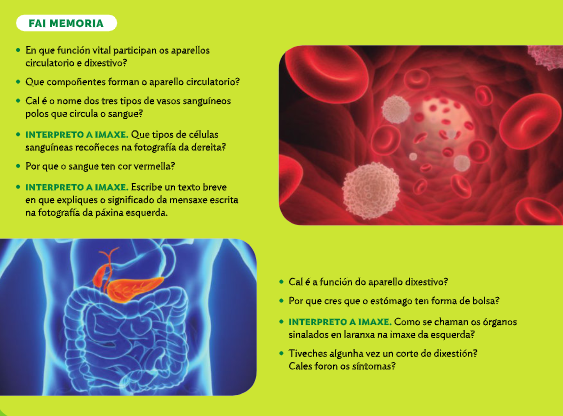 FAI MEMORIA
• En que función vital participan os aparellos
circulatorio e dixestivo?
• Que compoñentes forman o aparello circulatorio?
• Cal é o nome dos tres tipos de vasos sanguíneos
polos que circula o sangue?
• INTERPRETO A IMAXE. Que tipos de células
sanguíneas recoñeces na fotografía da dereita?
• Por que o sangue ten cor vermella?
• INTERPRETO A IMAXE. Escribe un texto breve
en que expliques o significado da mensaxe escrita
na fotografía da páxina esquerda.
• Cal é a función do aparello dixestivo?
• Por que cres que o estómago ten forma de bolsa?
• INTERPRETO A IMAXE. Como se chaman os órganos
sinalados en laranxa na imaxe da esquerda?
• Tiveches algunha vez un corte de dixestión?
Cales foron os síntomas?